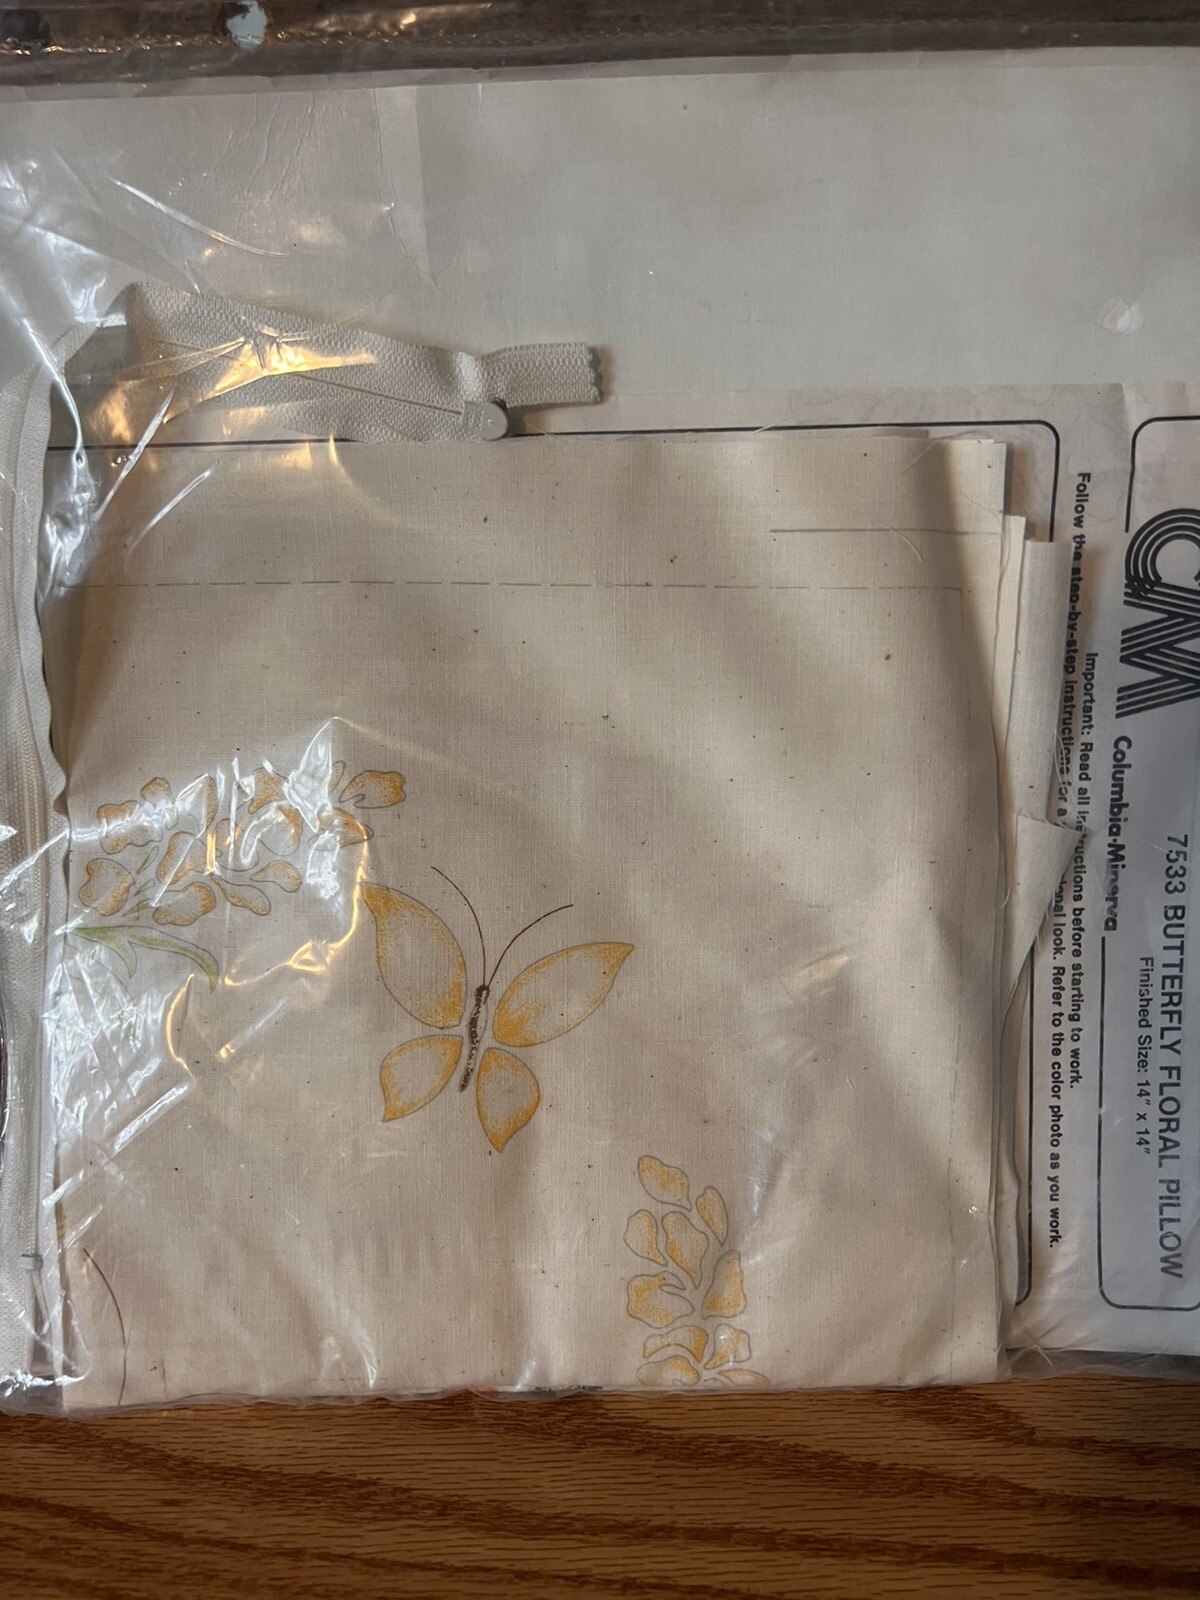 CM
Columbia-Minerva
7533 BUTTERFLY FLORAL PILLOW
Finished Size: 14" x 14"
Important: Read all instructions before starting to work.
Follow the step-by-step instructions for a look. Refer to the color photo as you work.